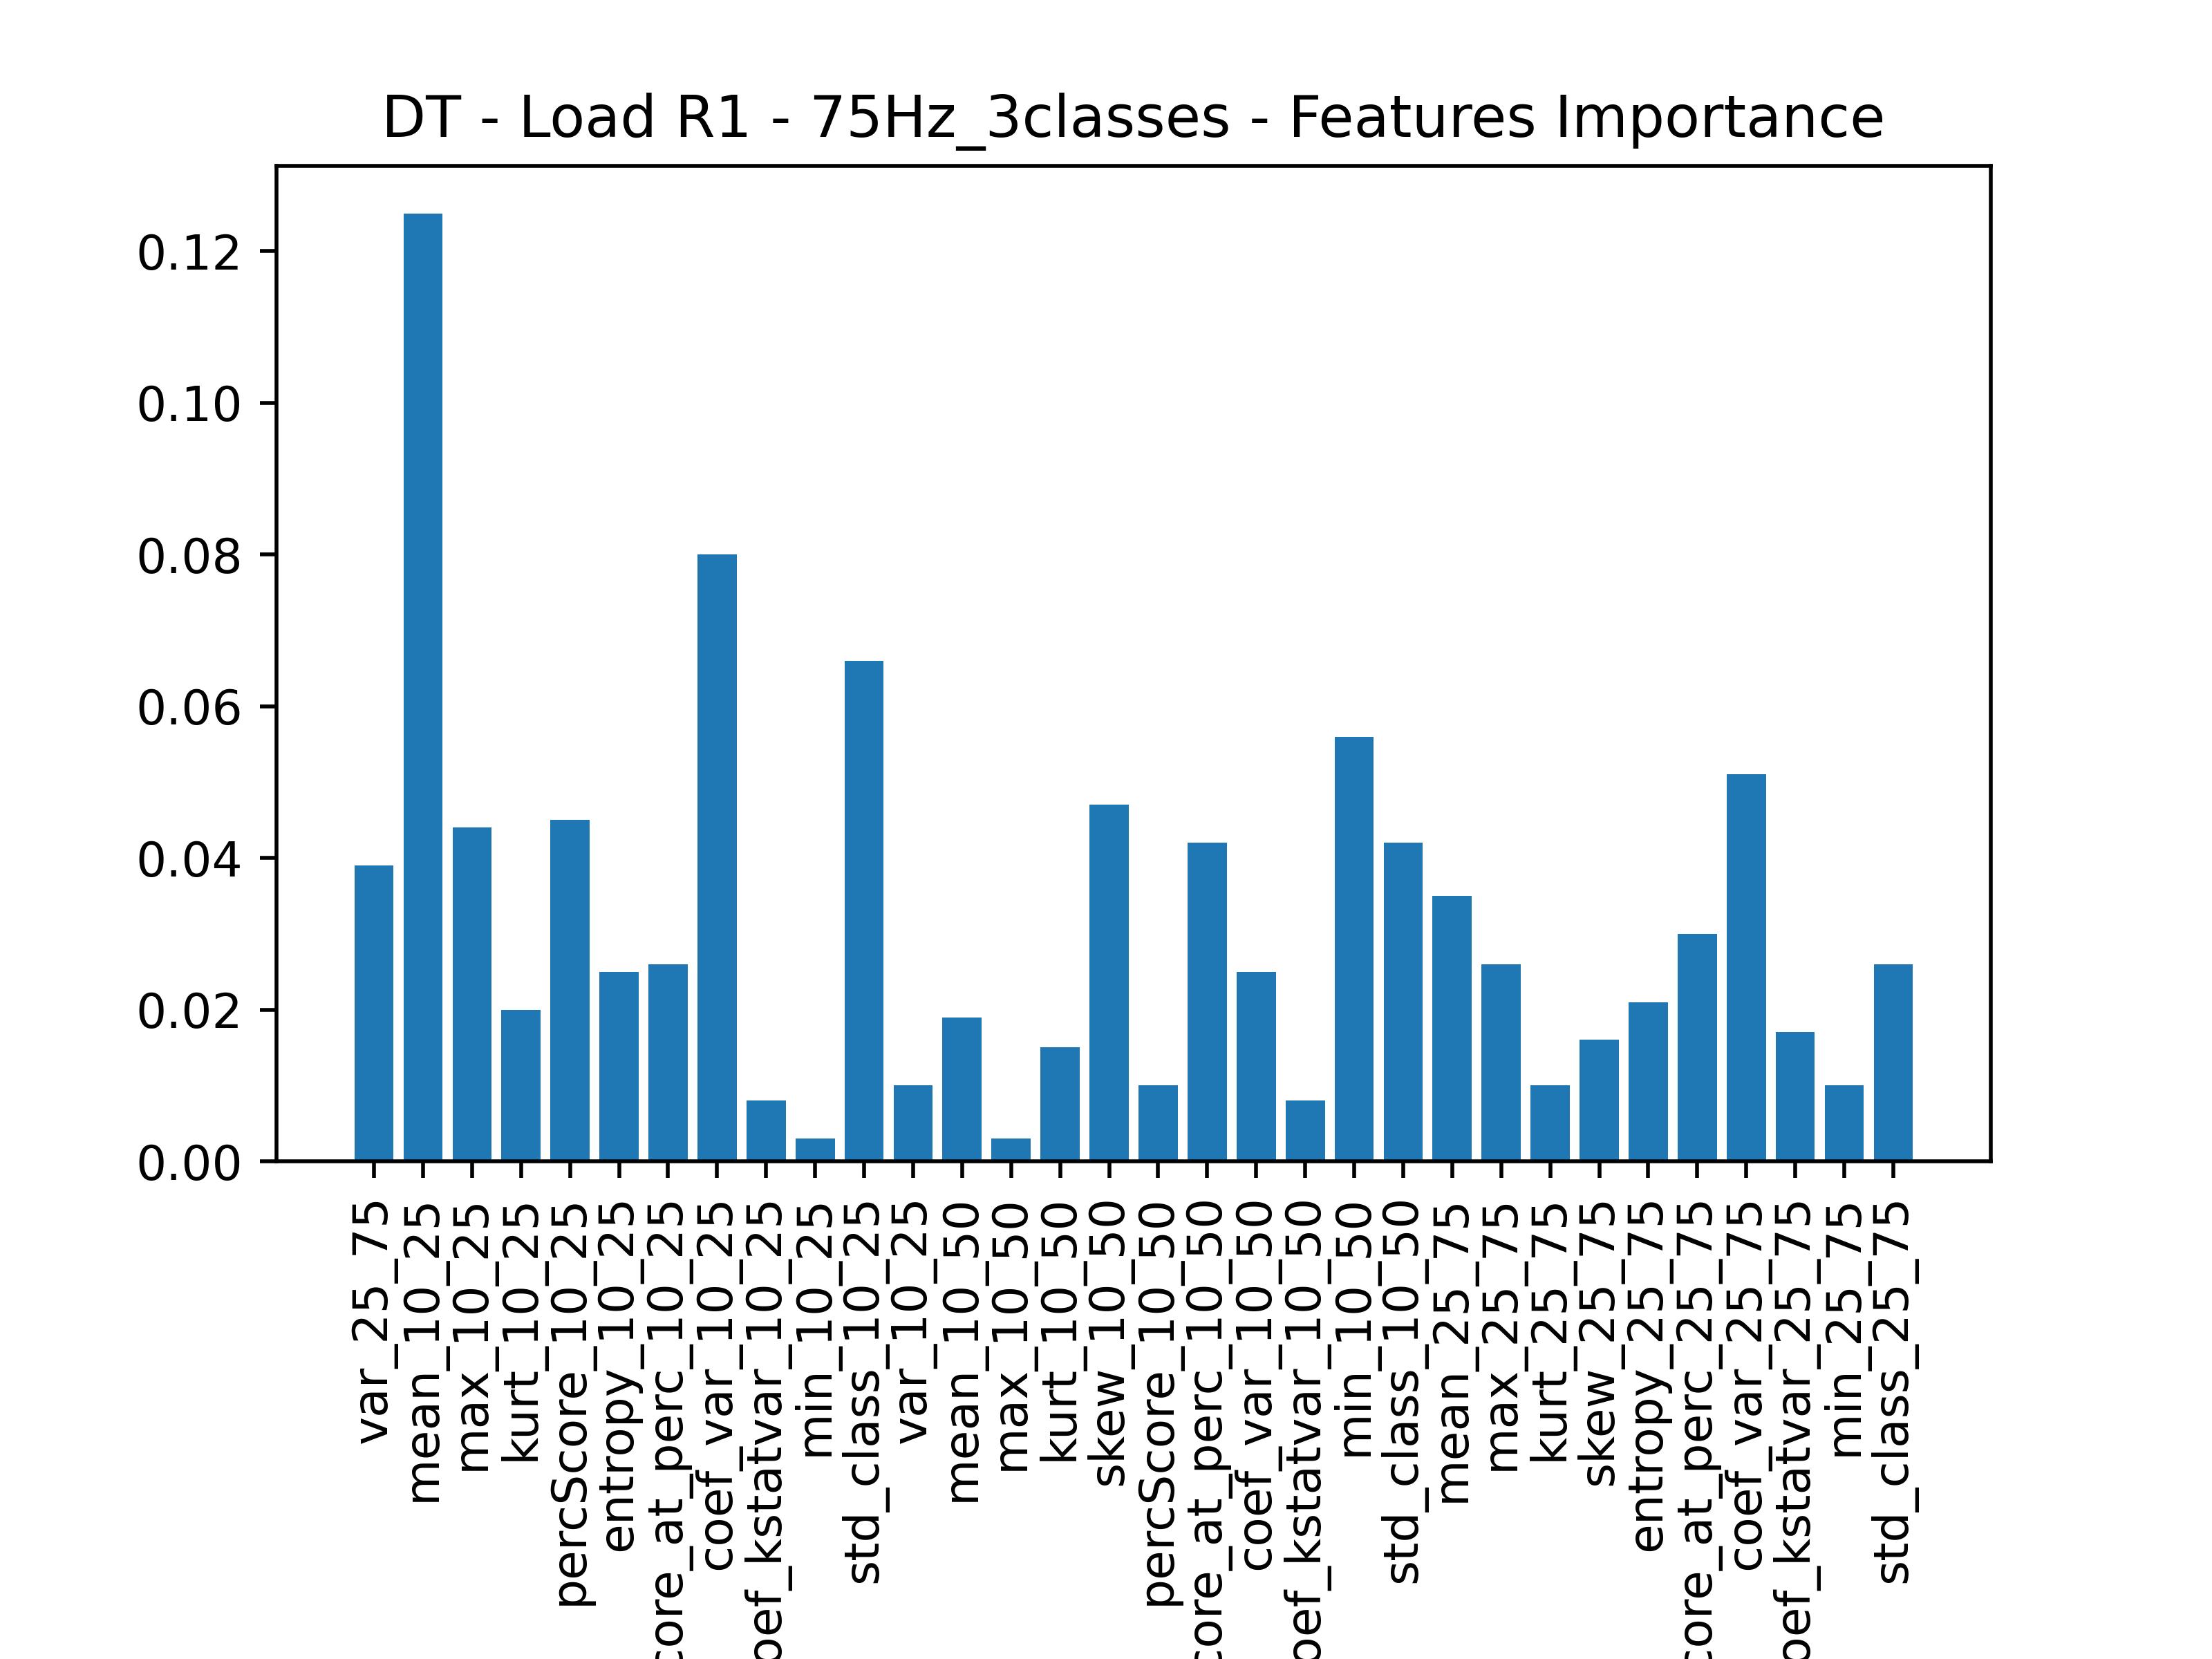 DT - Load R1 - 75Hz_3classes - Features Importance
0.12
0.10
0.08
0.06
0.04
0.02
0.00
var_25_75
mean_10_25
max_10_25
kurt_10_25
percScore_10_25
entropy_10_25
core_at_perc_10_25
coef_var_10_25
oef_kstatvar_10_25
min_10_25
std_class_10_25
var_10_25
mean_10_50
max_10_50
kurt_10_50
skew_10_50
percScore_10_50
core_at_perc_10_50
coef_var_10_50
oef_kstatvar_10_50
min_10_50
std_class_10_50
mean_25_75
max_25_75
kurt_25_75
skew_25_75
entropy_25_75
core_at_perc_25_75
coef_var_25_75
oef_kstatvar_25_75
min_25_75
std_class_25_75